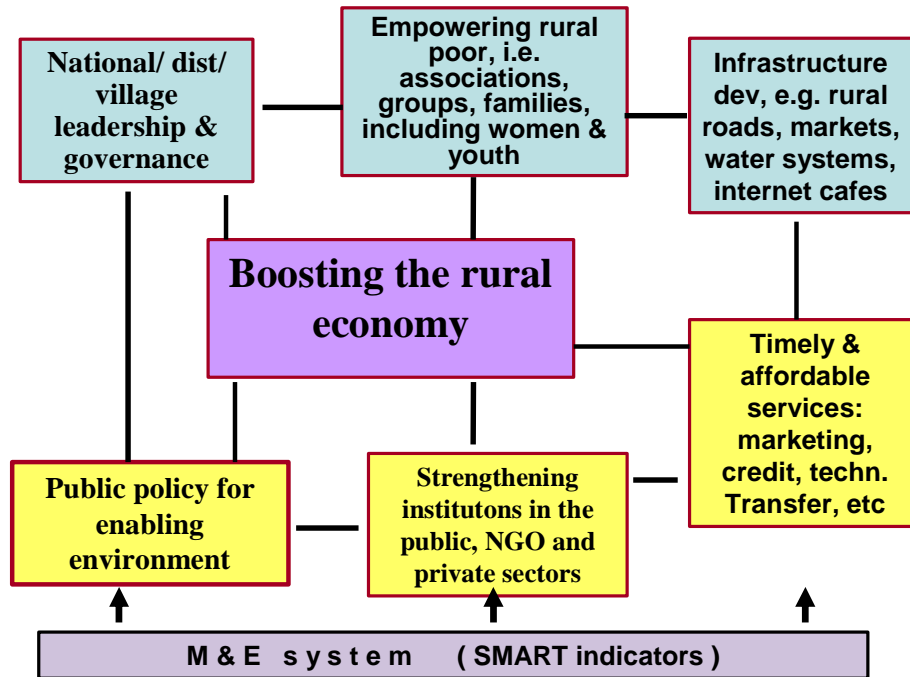 National/ dist/
village
leadership &
governance
Empowering rural
poor, i.e.
associations,
groups, families,
including women &
youth
Infrastructure
dev, e.g. rural
roads, markets,
water systems,
internet cafes
Boosting the rural
economy
Timely &
affordable
services:
marketing,
credit, techn.
Transfer, etc
Public policy for
enabling
environment
Strengthening
institutons in the
public, NGO and
private sectors
M & E system ( SMART indicators )